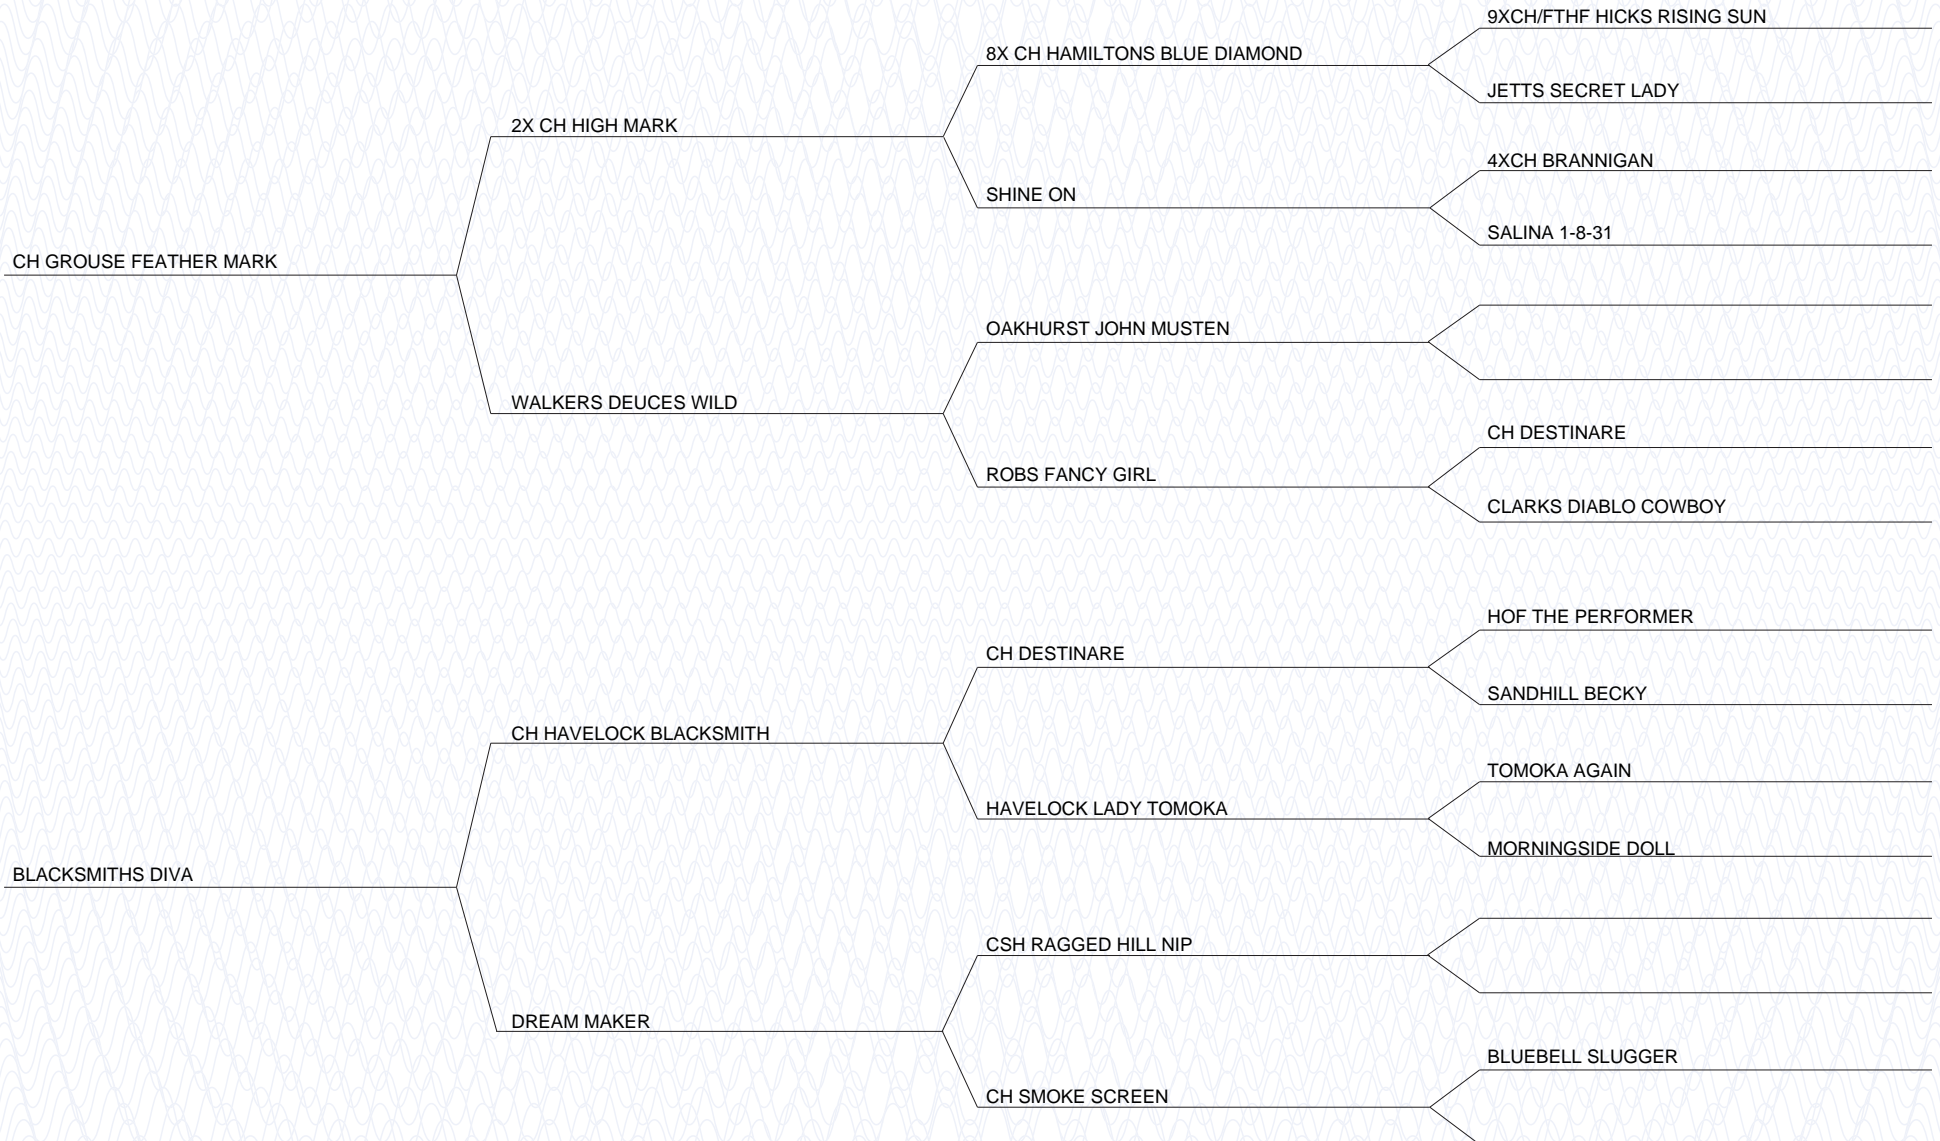 9XCH/FTHF HICKS RISING SUN
8X CH HAMILTONS BLUE DIAMOND
JETTS SECRET LADY
2X CH HIGH MARK
4XCH BRANNIGAN
SHINE ON
SALINA 1-8-31
CH GROUSE FEATHER MARK
OAKHURST JOHN MUSTEN
WALKERS DEUCES WILD
CH DESTINARE
ROBS FANCY GIRL
CLARKS DIABLO COWBOY
HOF THE PERFORMER
CH DESTINARE
SANDHILL BECKY
CH HAVELOCK BLACKSMITH
TOMOKA AGAIN
HAVELOCK LADY TOMOKA
MORNINGSIDE DOLL
BLACKSMITHS DIVA
CSH RAGGED HILL NIP
DREAM MAKER
BLUEBELL SLUGGER
CH SMOKE SCREEN